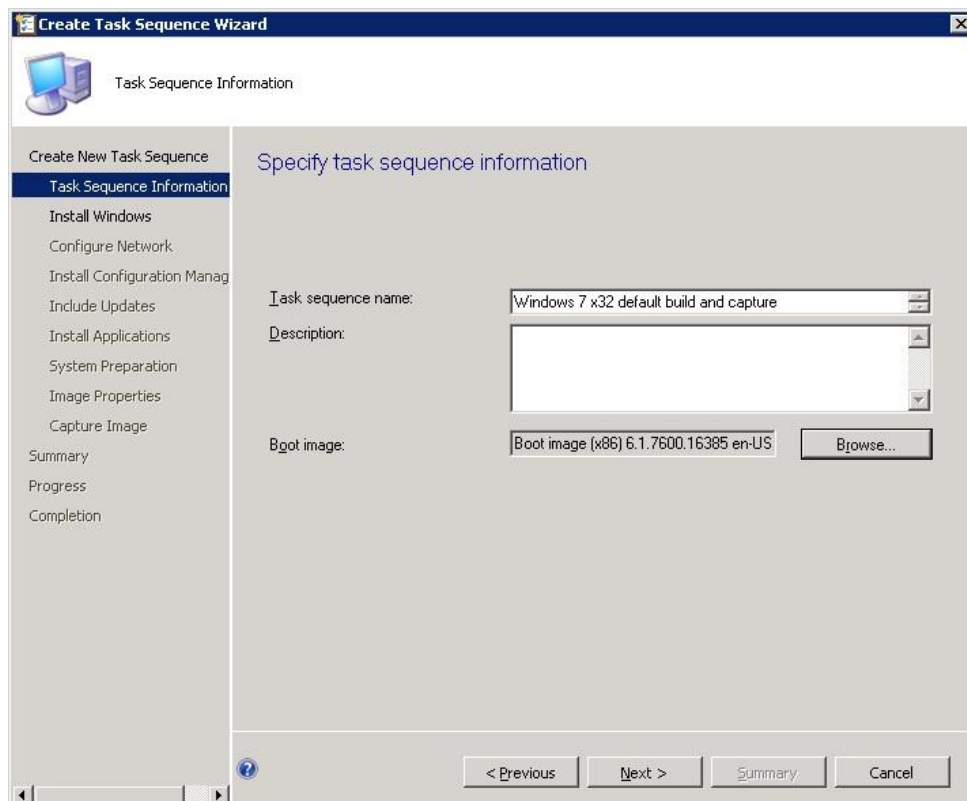 Create Task Sequence Wizard
Task Sequence Information
Create New Task Sequence
Task Sequence Information
Install Windows
Configure Network
Install Configuration Manag
Include Updates
Install Applications
System Preparation
Image Properties
Capture Image
Summary
Progress
Completion
Specify task sequence information
Task sequence name:
Windows 7 x32 default build and capture
Description:
Boot image:
Boot image (x86) 6.1.7600.16385 en-US
Browse...
< Previous
Next >
Summary
Cancel